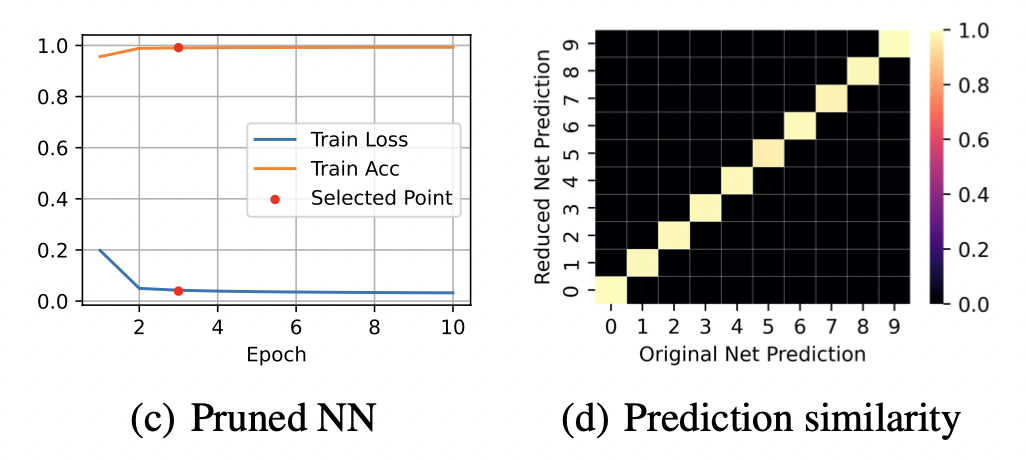 1.0
0.8
0.6
0.4
0.2
0.0
2 4 6 8 10
Epoch
Train Loss
Train Acc
Selected Point
(c) Pruned NN
Reduced Net Prediction
9
8
7
6
5
4
3
2
1
0
0 1 2 3 4 5 6 7 8 9
Original Net Prediction
1.0
0.8
0.6
0.4
0.2
0.0
(d) Prediction similarity